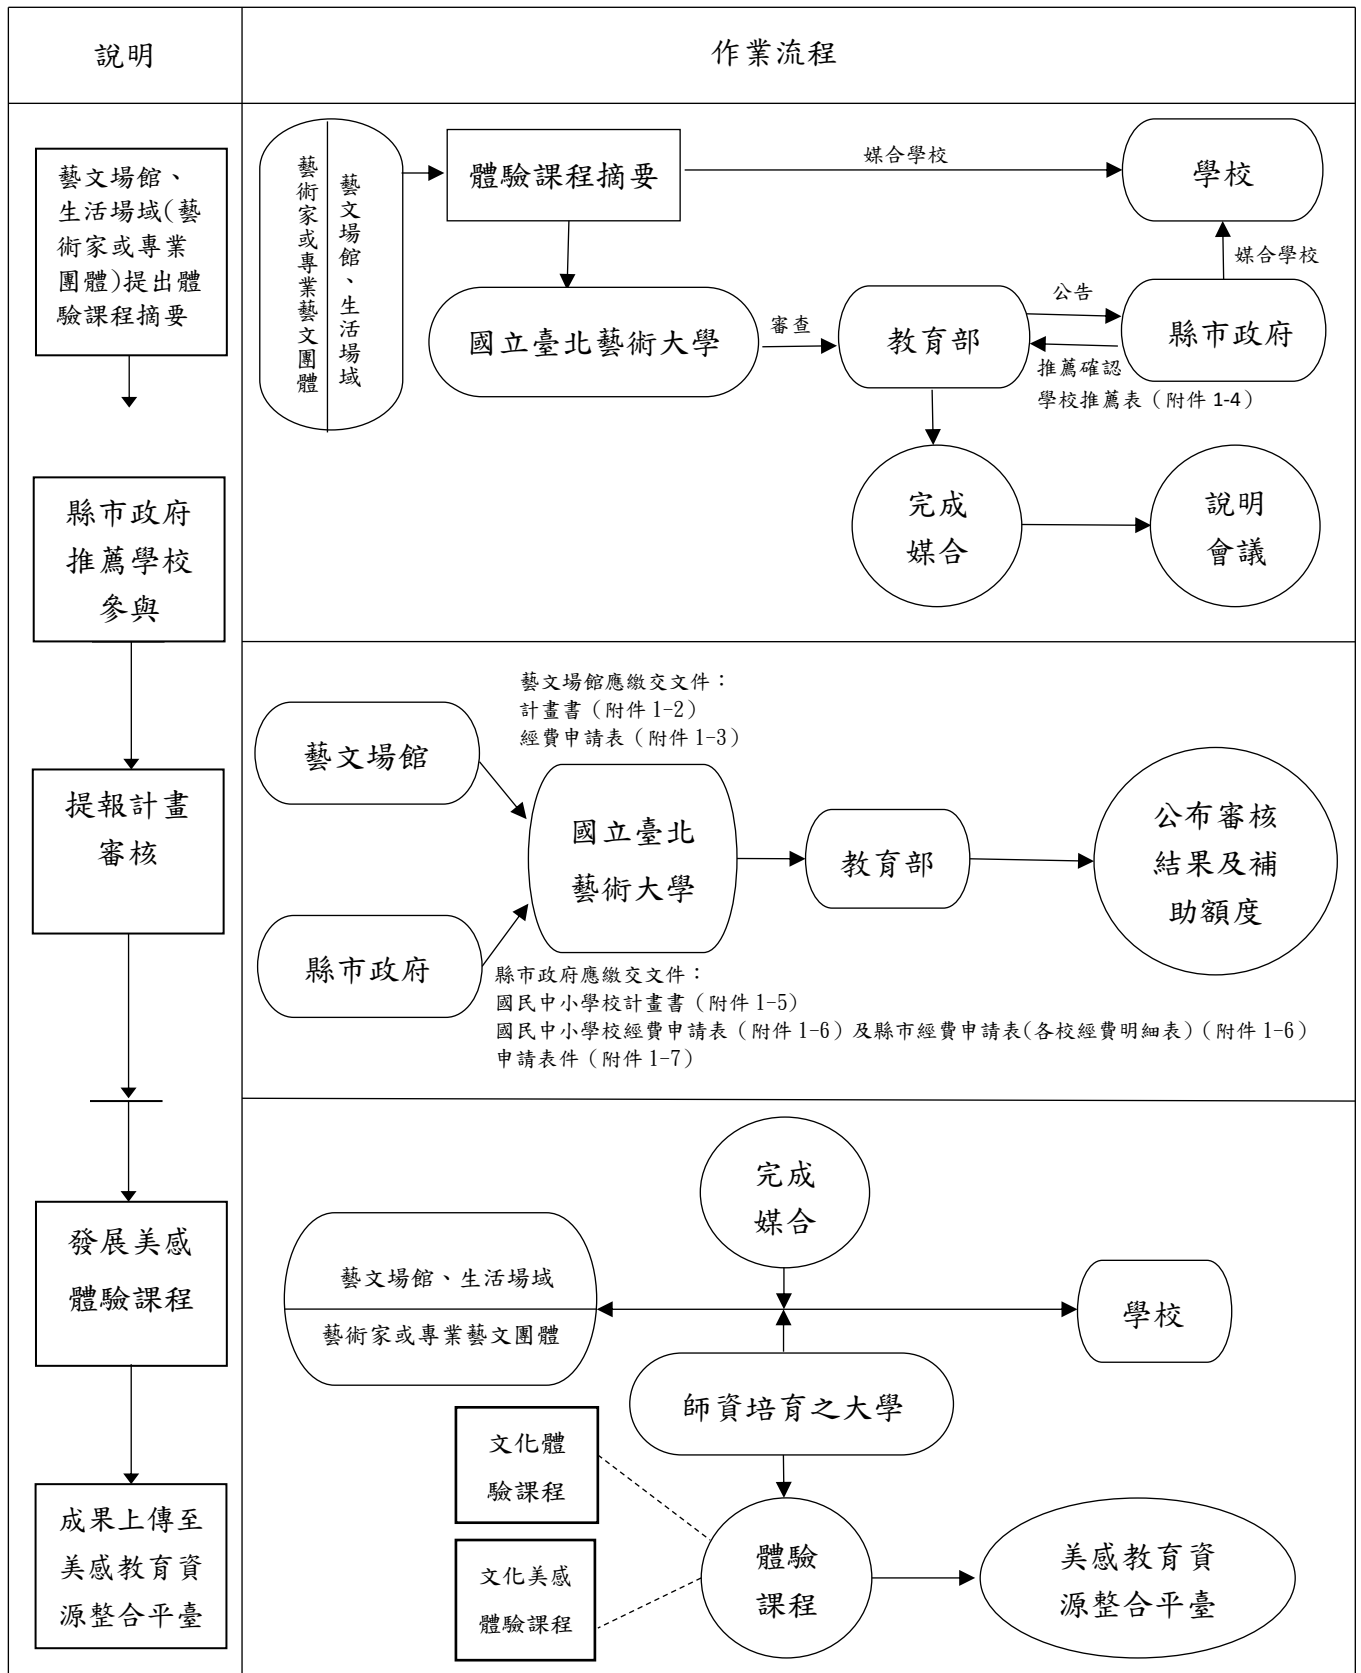 說明
作業流程
藝文場館、
生活場域(藝
術家或專業
團體)提出體
驗課程摘要
藝術家或專業藝文團體
藝文場館、生活場域
體驗課程摘要
媒合學校
學校
媒合學校
國立臺北藝術大學
審查
教育部
公告
縣市政府
推薦確認
學校推薦表（附件 1-4）
縣市政府
推薦學校
參與
完成
媒合
說明
會議
藝文場館應繳交文件：
計畫書（附件 1-2）
經費申請表（附件 1-3）
藝文場館
提報計畫
審核
國立臺北
藝術大學
教育部
公布審核
結果及補
助額度
縣市政府
縣市政府應繳交文件：
國民中小學校計畫書（附件 1-5）
國民中小學校經費申請表（附件 1-6）及縣市經費申請表(各校經費明細表)（附件 1-6）
申請表件（附件 1-7）
完成
媒合
發展美感
體驗課程
藝文場館、生活場域
藝術家或專業藝文團體
學校
師資培育之大學
文化體
驗課程
成果上傳至
美感教育資
源整合平臺
文化美感
體驗課程
體驗
課程
美感教育資
源整合平臺